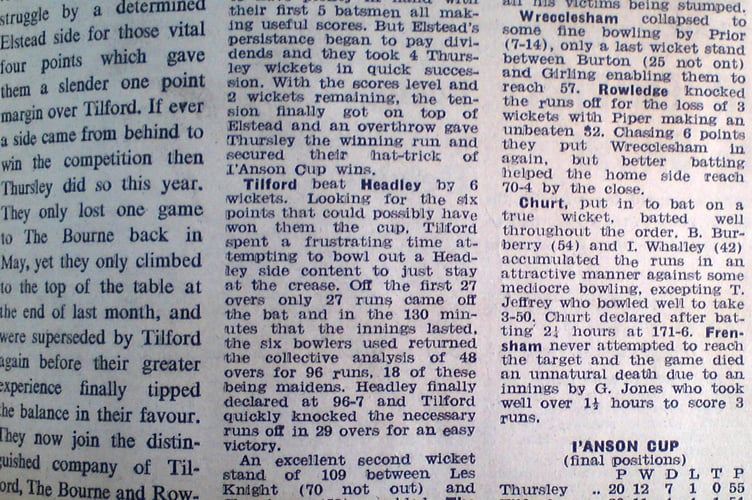 struggle by a determined
Elstead side for those vital
four points which gave
them a slender one point
margin over Tilford. If ever
a side came from behind to
win the competition then
Thursley did so this year.
They only lost one game
to The Bourne back in
May, yet they only climbed
to the top of the table at
the end of last month, and
were superseded by Tilford
again before their greater
experience finally tipped
the balance in their favour.
They now join the distin-
guished company of Til-
ord, The Bourne and Row-
their first 5 batsmen all mak-
ing useful scores. But Elstead's
persistance began to pay divi-
dends and they took 4 Thurs-
ley wickets in quick succes-
sion. With the scores level and
2 wickets remaining, the ten-
sion finally got on top of
Elstead and an overthrow gave
Thursley the winning run and
secured their hat-trick of
I'Anson Cup wins.
Tilford beat Headley by 6
wickets. Looking for the six
points that could possibly have
won them the cup, Tilford
spent a frustrating time at-
tempting to bowl out a Head-
ley side content to just stay
at the crease. Off the first 27
overs only 27 runs came off
the bat and in the 130 min-
utes that the innings lasted,
the six bowlers used returned
the collective analysis of 48
overs for 96 runs, 18 of these
being maidens. Headley finally
declared at 96-7 and Tilford
quickly knocked the necessary
runs off in 29 overs for an easy
victory.
An excellent second wicket
stand of 109 between Les
Knight (70 not out) and
all his victims being stumped.
Wrecclesham collapsed to
some fine bowling by Prior
(7-14), only a last wicket stand
between Burton (25 not ont)
and Girling enabling them to
reach 57. Rowledge knocked
the runs off for the loss of 3
wickets with Piper making an
unbeaten 32. Chasing 6 points
they put Wrecclesham in
again, but better batting
helped the home side reach
70-4 by the close.
Churt, put in to bat on a
true wicket, batted well
throughout the order. B. Bur-
berry (54) and I. Whalley (42)
accumulated the runs in an
attractive manner against some
mediocre bowling, excepting T.
Jeffrey who bowled well to take
3-50. Churt declared after bat-
ting 2¼ hours at 171-6. Fren-
sham never attempted to reach
the target and the game died
an unnatural death due to an
innings by G. Jones who took
well over 1½ hours to score 3
runs.
I'ANSON CUP
(final positions)
P W D L T P
Thursley .. 20 12 7 1 0 55